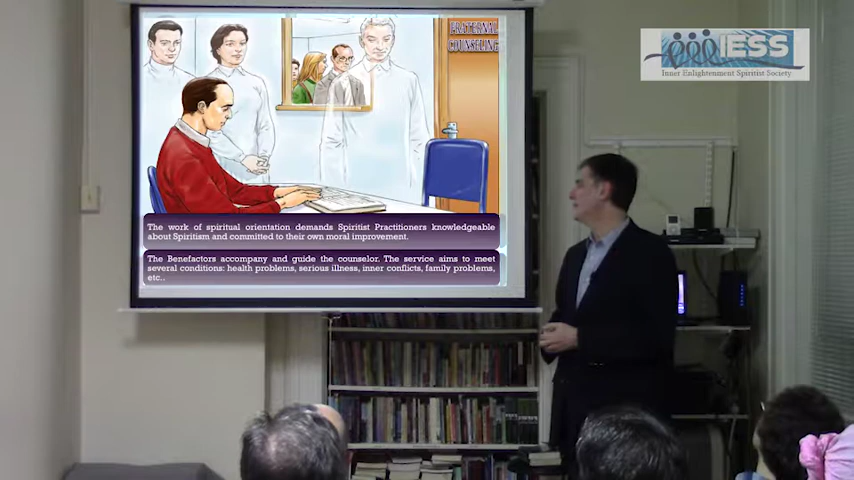 FRATERNAL
COUNSELING
IESS
Inner Enlightenment Spiritist Society
The work of spiritual orientation demands Spiritist Practitioners knowledgeable
about Spiritism and committed to their own moral improvement.
The Benefactors accompany and guide the counselor. The service aims to meet
several conditions: health problems, serious illness, inner conflicts, family problems,
etc..